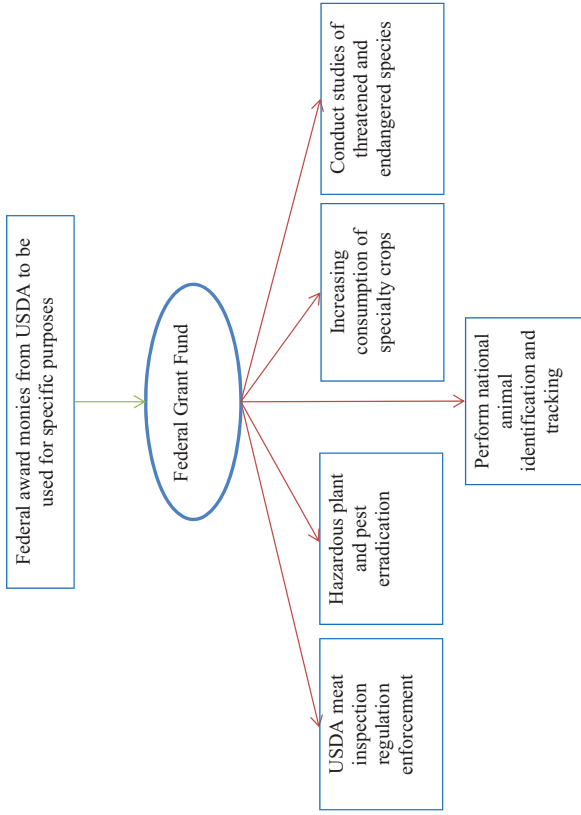 Federal award monies from USDA to be
used for specific purposes
Federal Grant Fund
USDA meat
inspection
regulation
enforcement
Hazardous plant
and pest
erradication
Perform national
animal
identification and
tracking
Increasing
consumption of
specialty crops
Conduct studies of
threatened and
endangered species